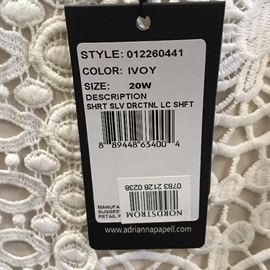 STYLE: 012260441
COLOR: IVOY
SIZE: 20W
DESCRIPTION
SHRT SLV DRCTNL LC SHFT
8 89448 63400 4
MANUFA
SUGGES
RETAIL P
NORDSTROM
0783 2126 0238
www.adriannapapell.com